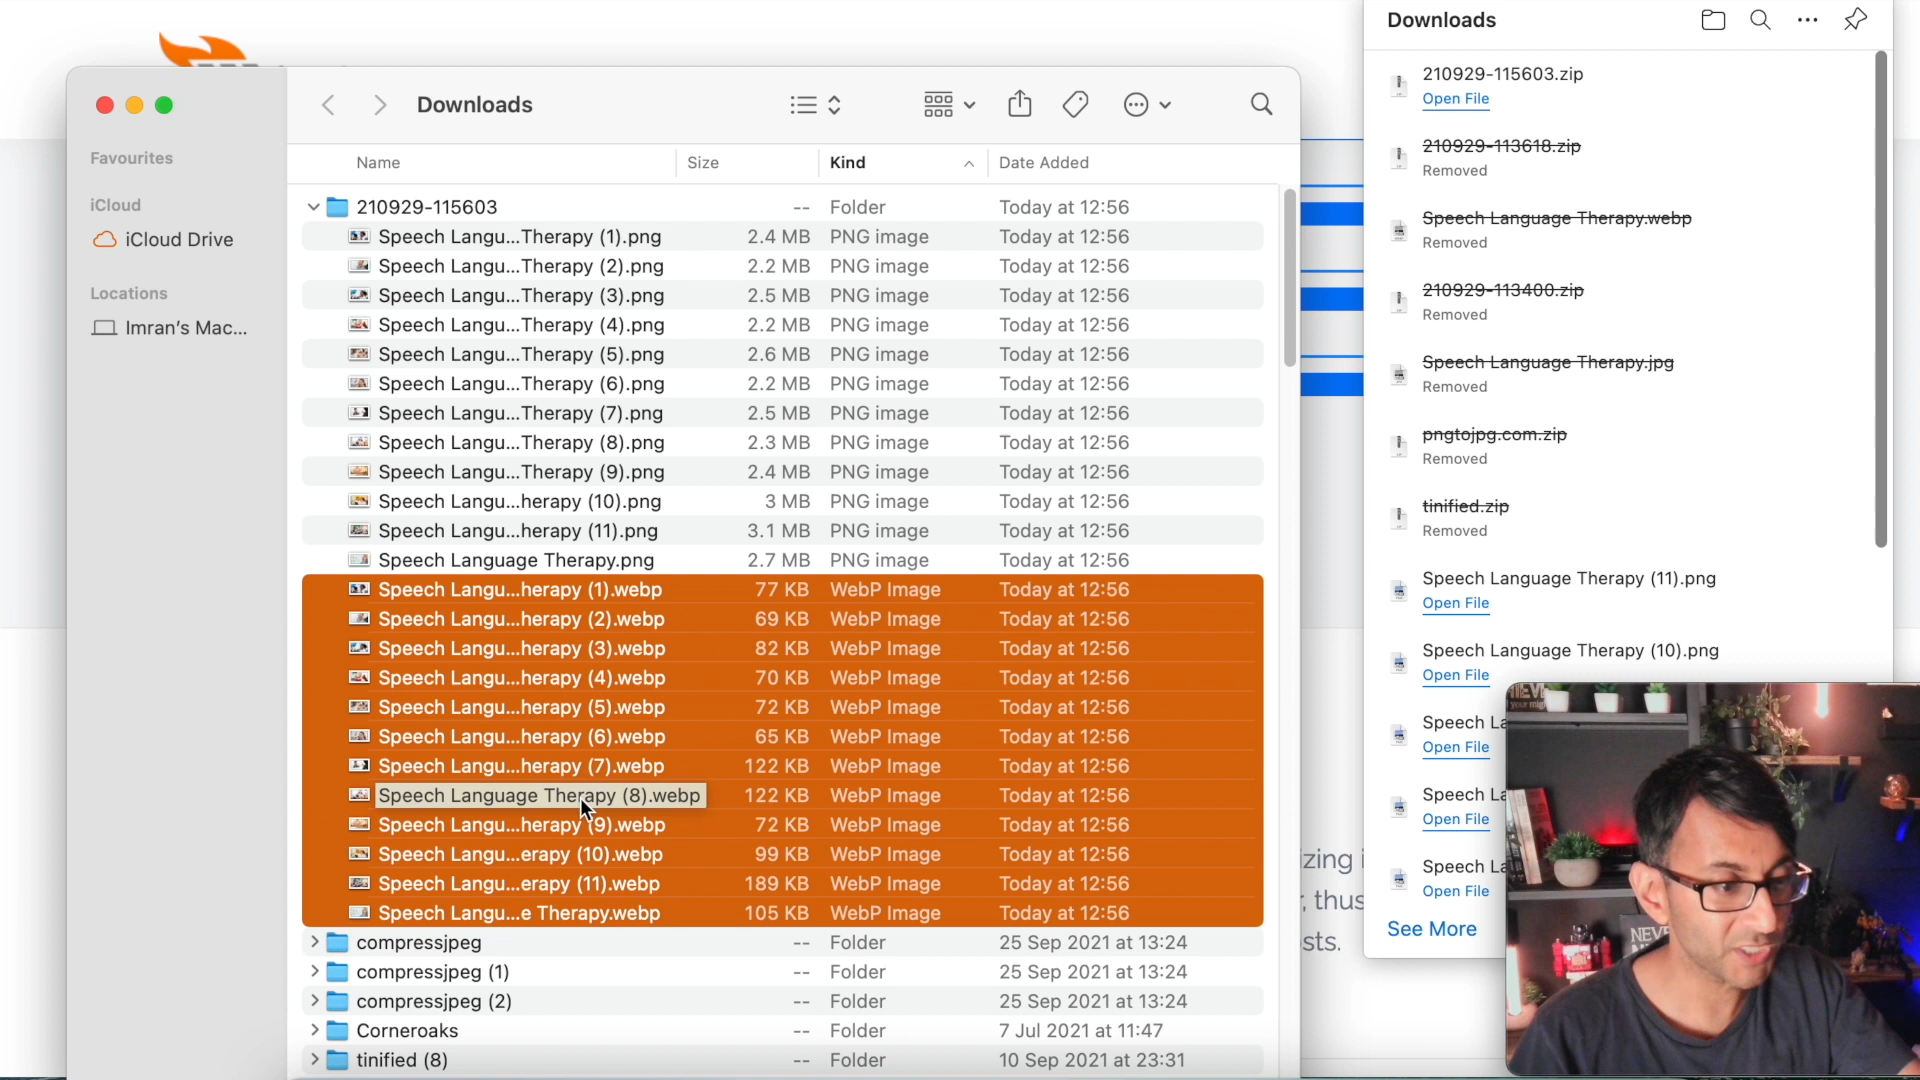 Downloads
Favourites
iCloud
iCloud Drive
Locations
Imran's Mac...
Name Size Kind Date Added
210929-115603 -- Folder Today at 12:56
Speech Langu...Therapy (1).png 2.4 MB PNG image Today at 12:56
Speech Langu...Therapy (2).png 2.2 MB PNG image Today at 12:56
Speech Langu...Therapy (3).png 2.5 MB PNG image Today at 12:56
Speech Langu...Therapy (4).png 2.2 MB PNG image Today at 12:56
Speech Langu...Therapy (5).png 2.6 MB PNG image Today at 12:56
Speech Langu...Therapy (6).png 2.2 MB PNG image Today at 12:56
Speech Langu...Therapy (7).png 2.5 MB PNG image Today at 12:56
Speech Langu...Therapy (8).png 2.3 MB PNG image Today at 12:56
Speech Langu...Therapy (9).png 2.4 MB PNG image Today at 12:56
Speech Langu...herapy (10).png 3 MB PNG image Today at 12:56
Speech Langu...herapy (11).png 3.1 MB PNG image Today at 12:56
Speech Language Therapy.png 2.7 MB PNG image Today at 12:56
Speech Langu...herapy (1).webp 77 KB WebP Image Today at 12:56
Speech Langu...herapy (2).webp 69 KB WebP Image Today at 12:56
Speech Langu...herapy (3).webp 82 KB WebP Image Today at 12:56
Speech Langu...herapy (4).webp 70 KB WebP Image Today at 12:56
Speech Langu...herapy (5).webp 72 KB WebP Image Today at 12:56
Speech Langu...herapy (6).webp 65 KB WebP Image Today at 12:56
Speech Langu...herapy (7).webp 122 KB WebP Image Today at 12:56
Speech Language Therapy (8).webp 122 KB WebP Image Today at 12:56
Speech Langu...herapy (9).webp 72 KB WebP Image Today at 12:56
Speech Langu...erapy (10).webp 99 KB WebP Image Today at 12:56
Speech Langu...erapy (11).webp 189 KB WebP Image Today at 12:56
Speech Langu...e Therapy.webp 105 KB WebP Image Today at 12:56
compressjpeg -- Folder 25 Sep 2021 at 13:24
compressjpeg (1) -- Folder 25 Sep 2021 at 13:24
compressjpeg (2) -- Folder 25 Sep 2021 at 13:24
Corneroaks -- Folder 7 Jul 2021 at 11:47
tinified (8) -- Folder 10 Sep 2021 at 23:31
izing i
, thus
sts.
Downloads
210929-115603.zip
Open File
210929-113618.zip
Removed
Speech Language Therapy.webp
Removed
210929-113400.zip
Removed
Speech Language Therapy.jpg
Removed
pngtojpg.com.zip
Removed
tinified.zip
Removed
Speech Language Therapy (11).png
Open File
Speech Language Therapy (10).png
Open File
Speech La
Open File
Speech La
Open File
Speech La
Open File
See More
NEVE